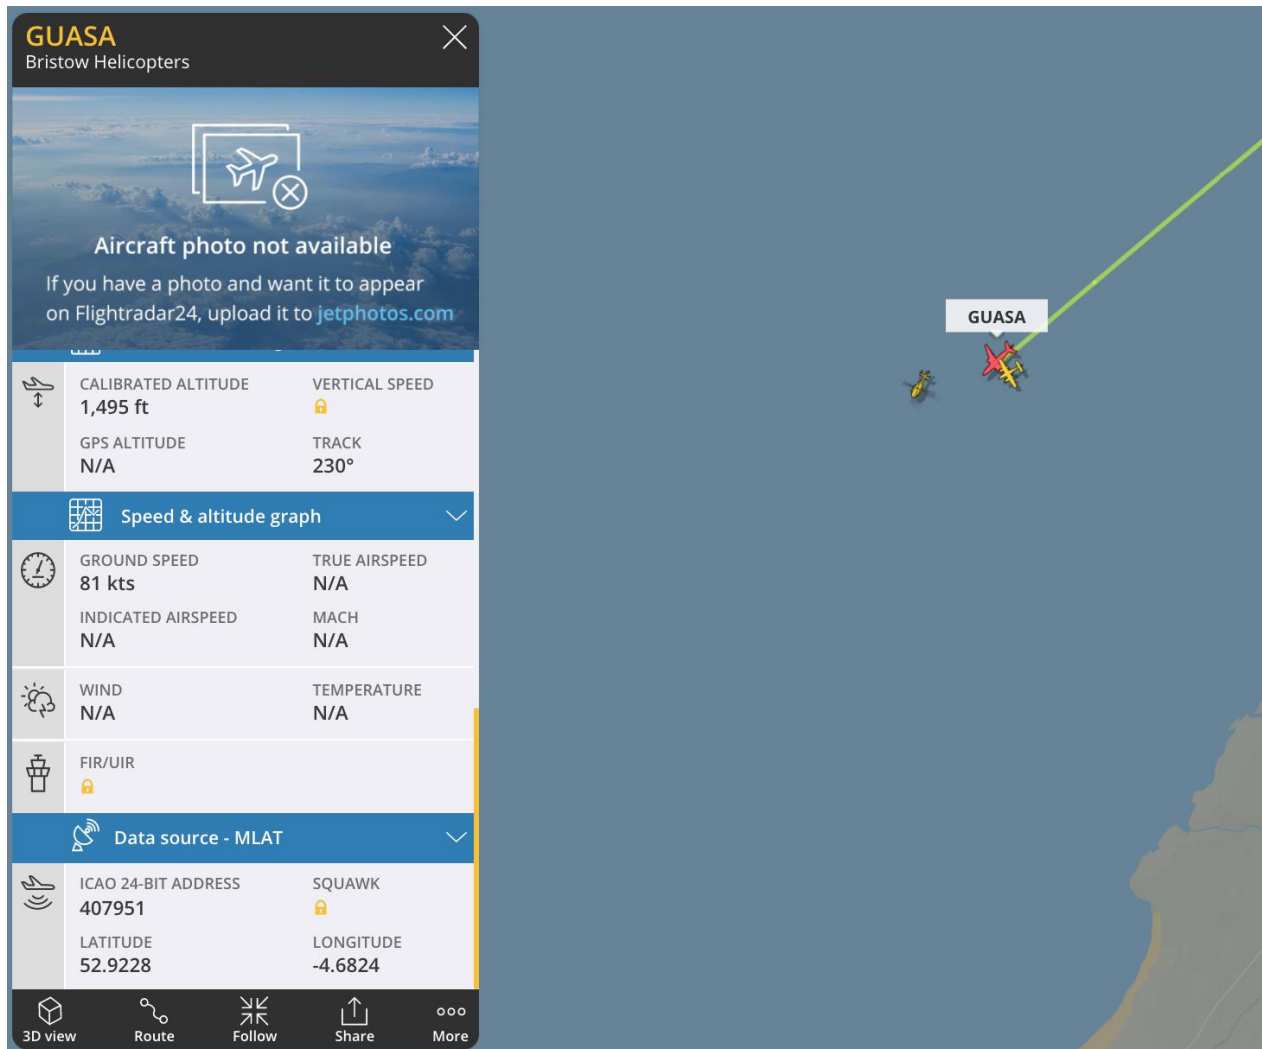 GUASA
Bristow Helicopters
Aircraft photo not available
If you have a photo and want it to appear
on Flightradar24, upload it to jetphotos.com
CALIBRATED ALTITUDE
1,495 ft
VERTICAL SPEED
GPS ALTITUDE
N/A
TRACK
230°
Speed & altitude graph
GROUND SPEED
81 kts
TRUE AIRSPEED
N/A
INDICATED AIRSPEED
N/A
MACH
N/A
WIND
N/A
TEMPERATURE
N/A
FIR/UIR
Data source - MLAT
ICAO 24-BIT ADDRESS
407951
SQUAWK
LATITUDE
52.9228
LONGITUDE
-4.6824
3D view
Route
Follow
Share
More
GUASA